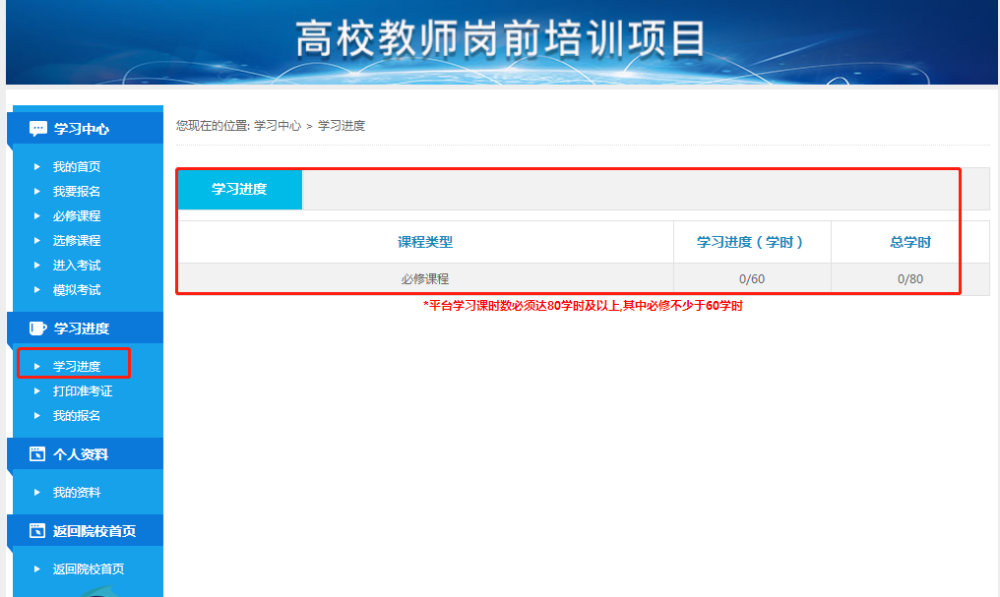 高校教师岗前培训项目
学习中心
我的首页
我要报名
必修课程
选修课程
进入考试
模拟考试
学习进度
学习进度
打印准考证
我的报名
个人资料
我的资料
返回院校首页
返回院校首页
您现在的位置: 学习中心 > 学习进度
学习进度
课程类型 学习进度（学时） 总学时
必修课程 0/60 0/80
*平台学习课时数必须达80学时及以上,其中必修不少于60学时